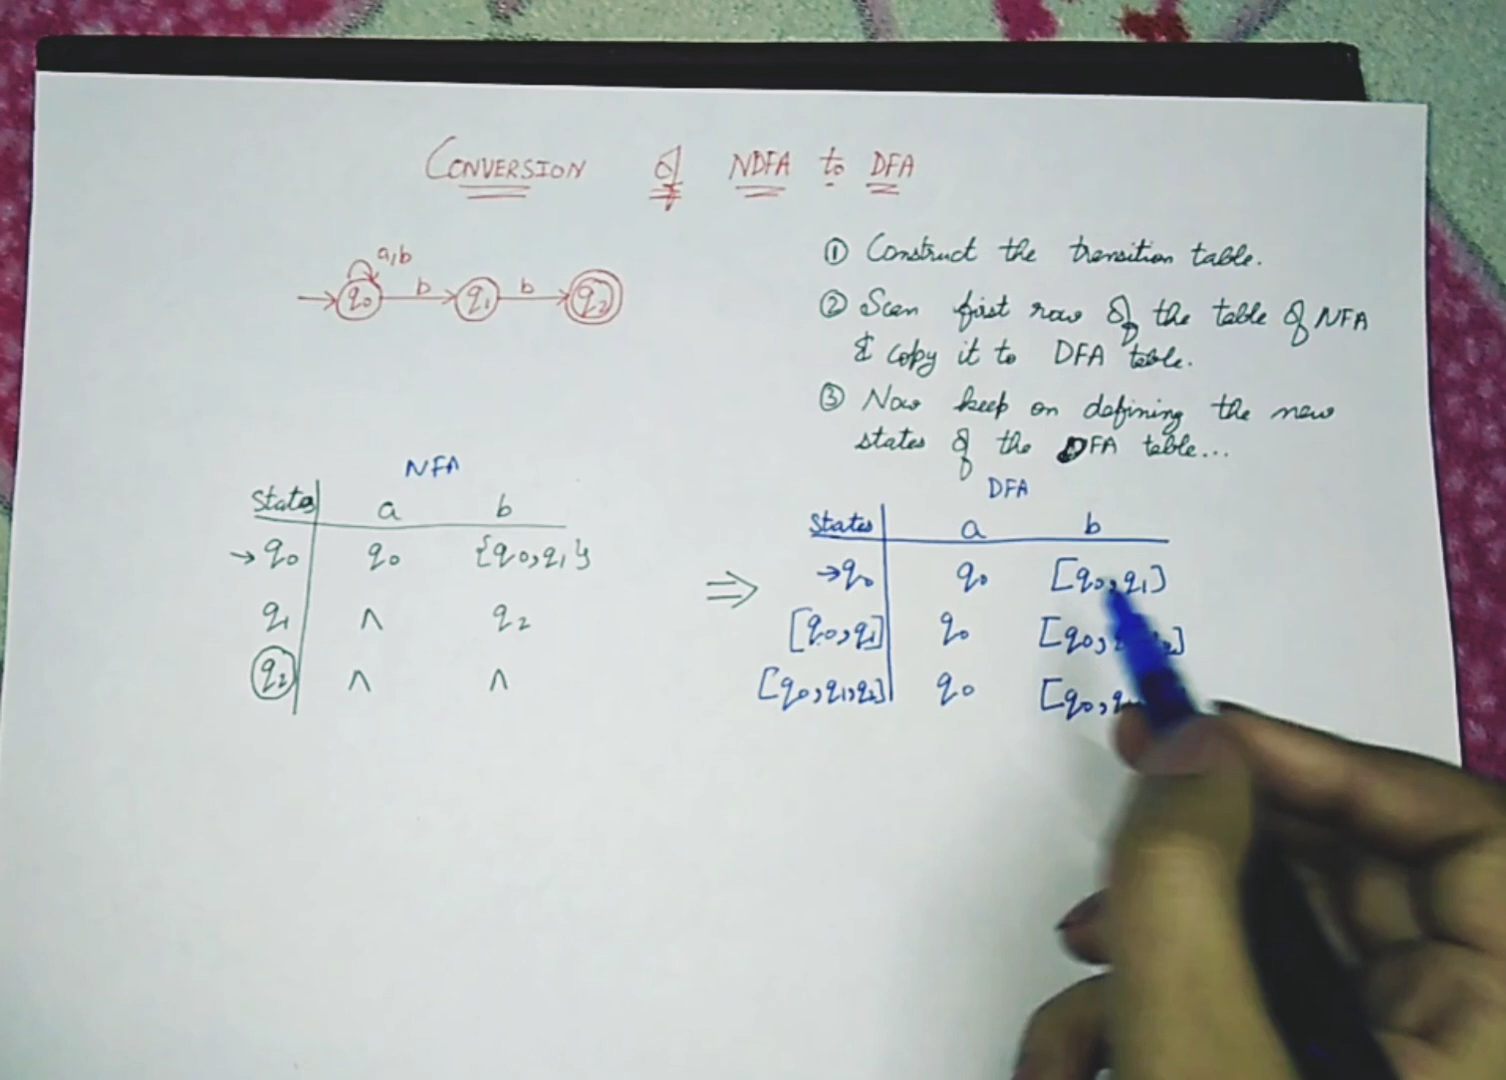 CONVERSION of NDFA to DFA
a,b
q₀ b q₁ b q₂
① Construct the transition table.
② Scan first row of the table of NFA
& copy it to DFA table.
③ Now keep on defining the new
states of the DFA table...
NFA
States a b
→q₀ q₀ {q₀,q₁}
q₁ ∧ q₂
q₂ ∧ ∧
⇒
DFA
States a b
→q₀ q₀ [q₀,q₁]
[q₀,q₁] q₀ [q₀,
[q₀,q₁,q₂] q₀ [q₀,